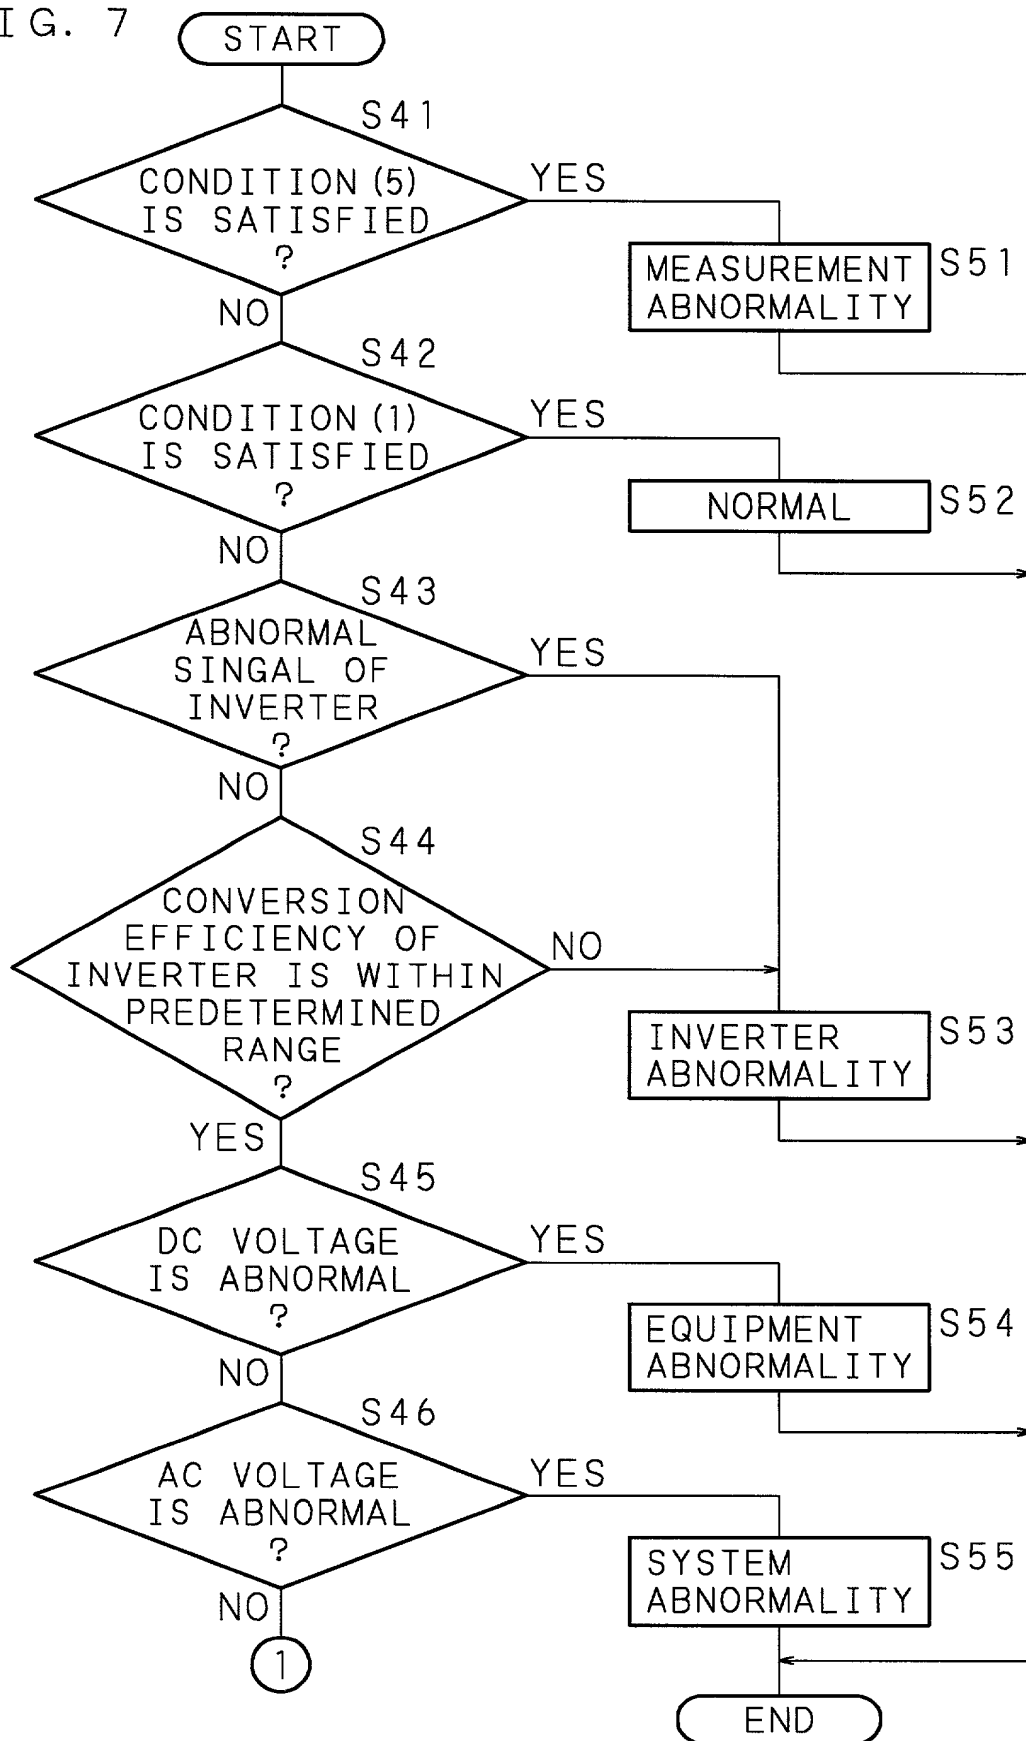 IG. 7
START
S41
CONDITION (5)
IS SATISFIED
?
YES
NO
MEASUREMENT
ABNORMALITY
S51
S42
CONDITION (1)
IS SATISFIED
?
YES
NO
NORMAL
S52
S43
ABNORMAL
SINGAL OF
INVERTER
?
YES
NO
S44
CONVERSION
EFFICIENCY OF
INVERTER IS WITHIN
PREDETERMINED
RANGE
?
NO
YES
INVERTER
ABNORMALITY
S53
S45
DC VOLTAGE
IS ABNORMAL
?
YES
NO
EQUIPMENT
ABNORMALITY
S54
S46
AC VOLTAGE
IS ABNORMAL
?
YES
NO
SYSTEM
ABNORMALITY
S55
1
END